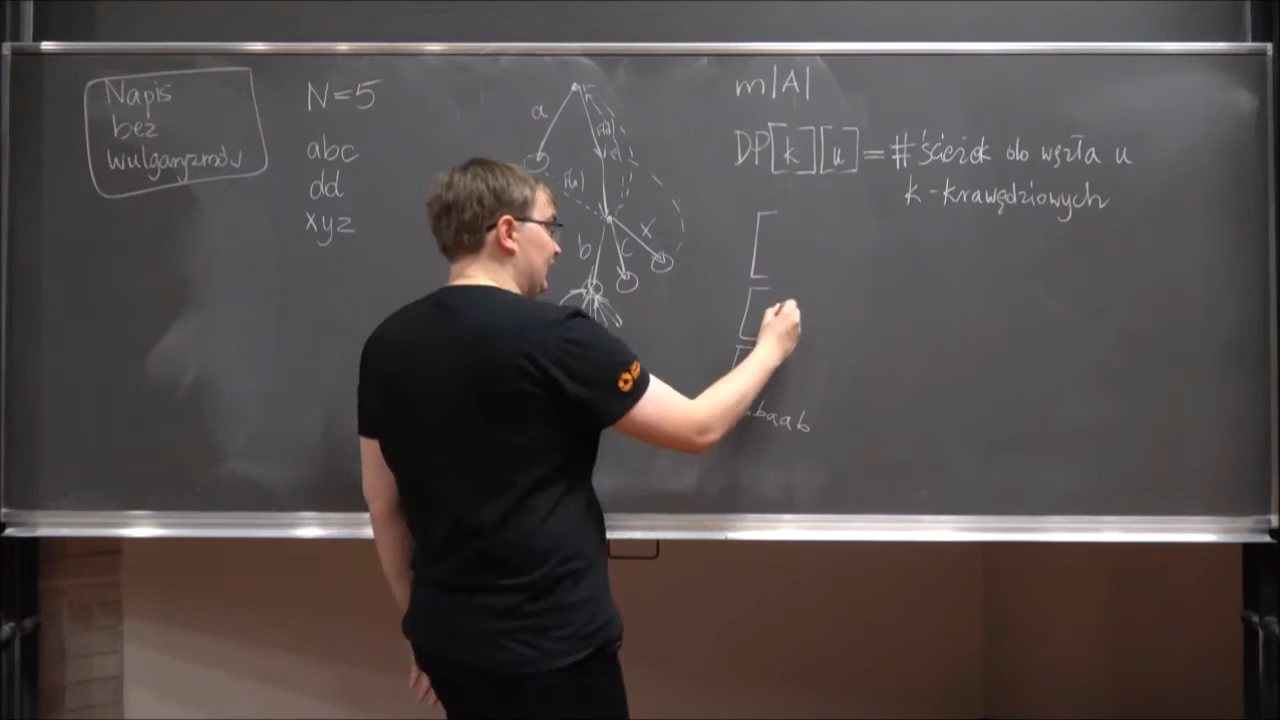 Napis
bez
wulgaryzmów
N=5
abc
dd
xyz
a
b
c
x
m|A|
DP[k][u] = # ścieżek do węzła u
k-krawędziowych
baab